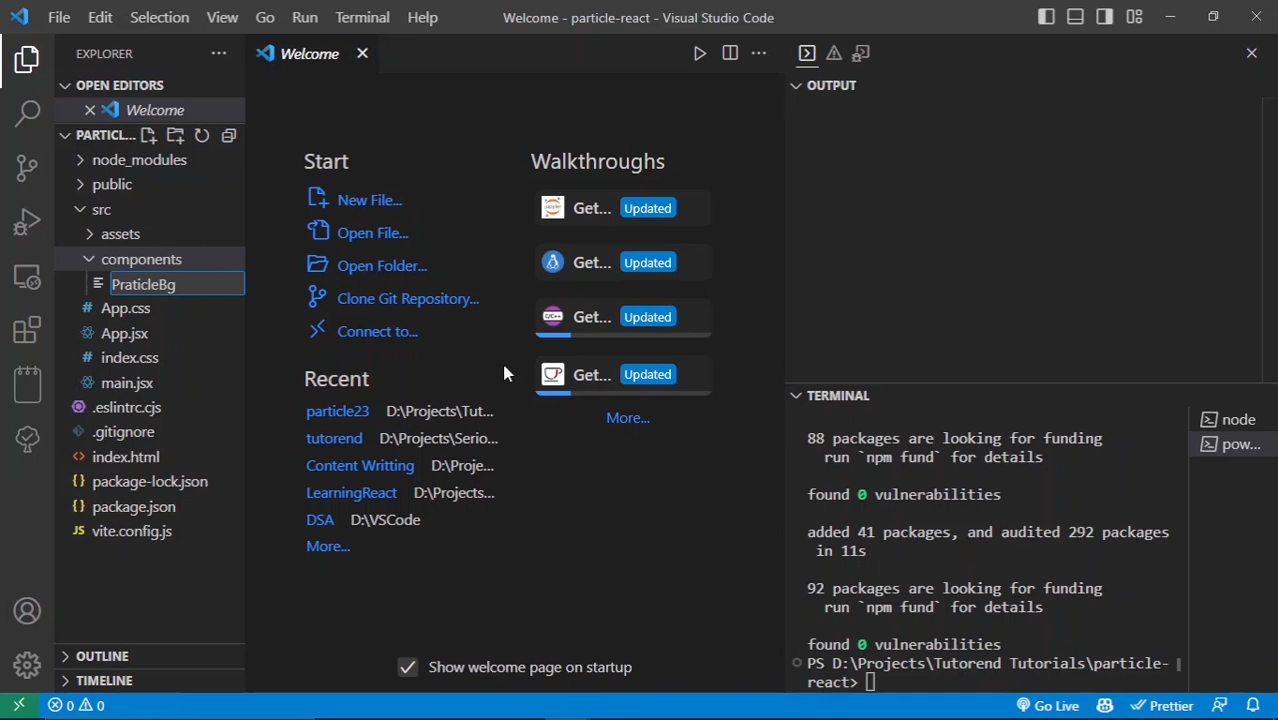 File Edit Selection View Go Run Terminal Help Welcome - particle-react - Visual Studio Code
EXPLORER
OPEN EDITORS
Welcome
PARTICL...
node_modules
public
src
assets
components
PraticleBg
App.css
App.jsx
index.css
main.jsx
.eslintrc.cjs
.gitignore
index.html
package-lock.json
package.json
vite.config.js
OUTLINE
TIMELINE
Welcome
Start
New File...
Open File...
Open Folder...
Clone Git Repository...
Connect to...
Recent
particle23 D:\Projects\Tut...
tutorend D:\Projects\Serio...
Content Writting D:\Proje...
LearningReact D:\Projects...
DSA D:\VSCode
More...
Walkthroughs
Get... Updated
Get... Updated
C/C++ Get... Updated
Get... Updated
More...
Show welcome page on startup
OUTPUT
TERMINAL
88 packages are looking for funding
run `npm fund` for details
found 0 vulnerabilities
added 41 packages, and audited 292 packages
in 11s
92 packages are looking for funding
run `npm fund` for details
found 0 vulnerabilities
PS D:\Projects\Tutorend Tutorials\particle-
react>
node
pow...
0 0
Go Live
Prettier